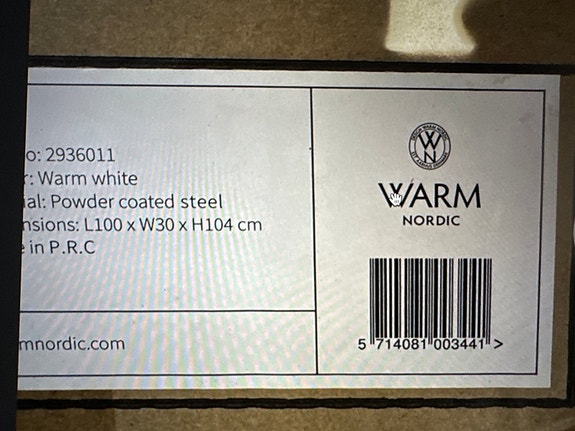 o: 2936011
r: Warm white
ial: Powder coated steel
nsions: L100 x W30 x H104 cm
e in P.R.C
mnordic.com
WN
WARM
NORDIC
5 714081 003441 >